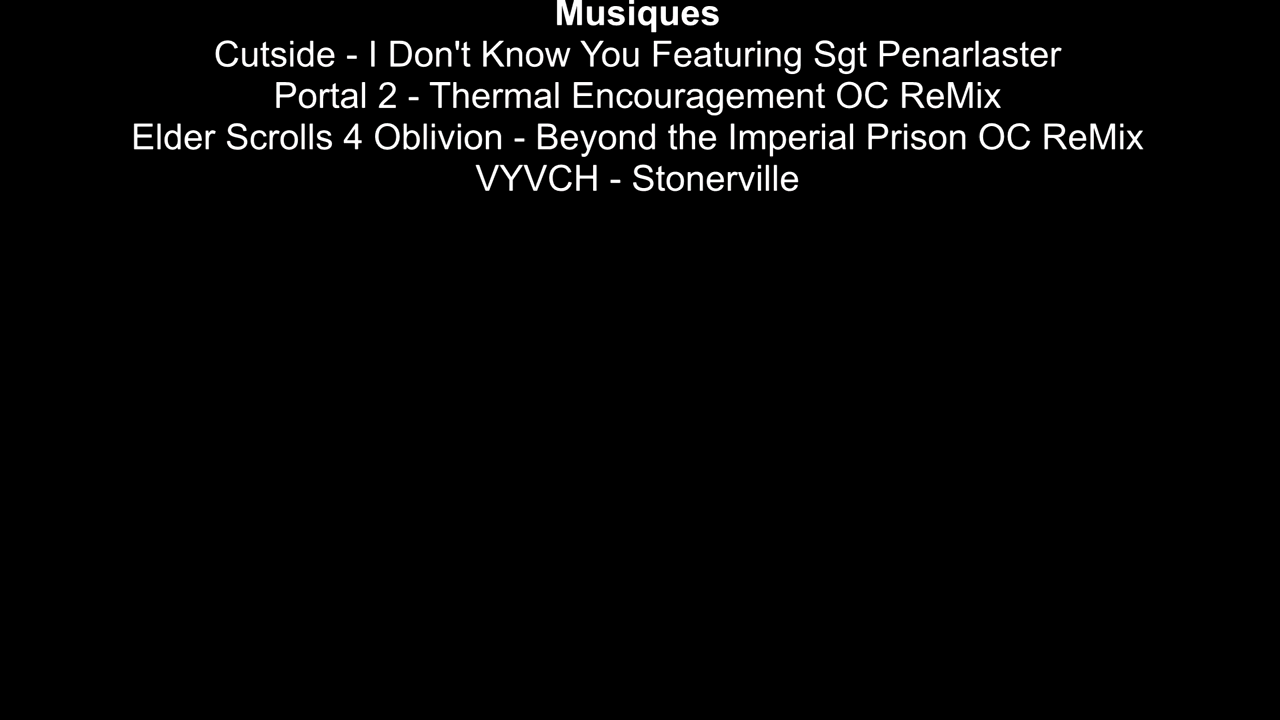 Musiques
Cutside - I Don't Know You Featuring Sgt Penarlaster
Portal 2 - Thermal Encouragement OC ReMix
Elder Scrolls 4 Oblivion - Beyond the Imperial Prison OC ReMix
VYVCH - Stonerville